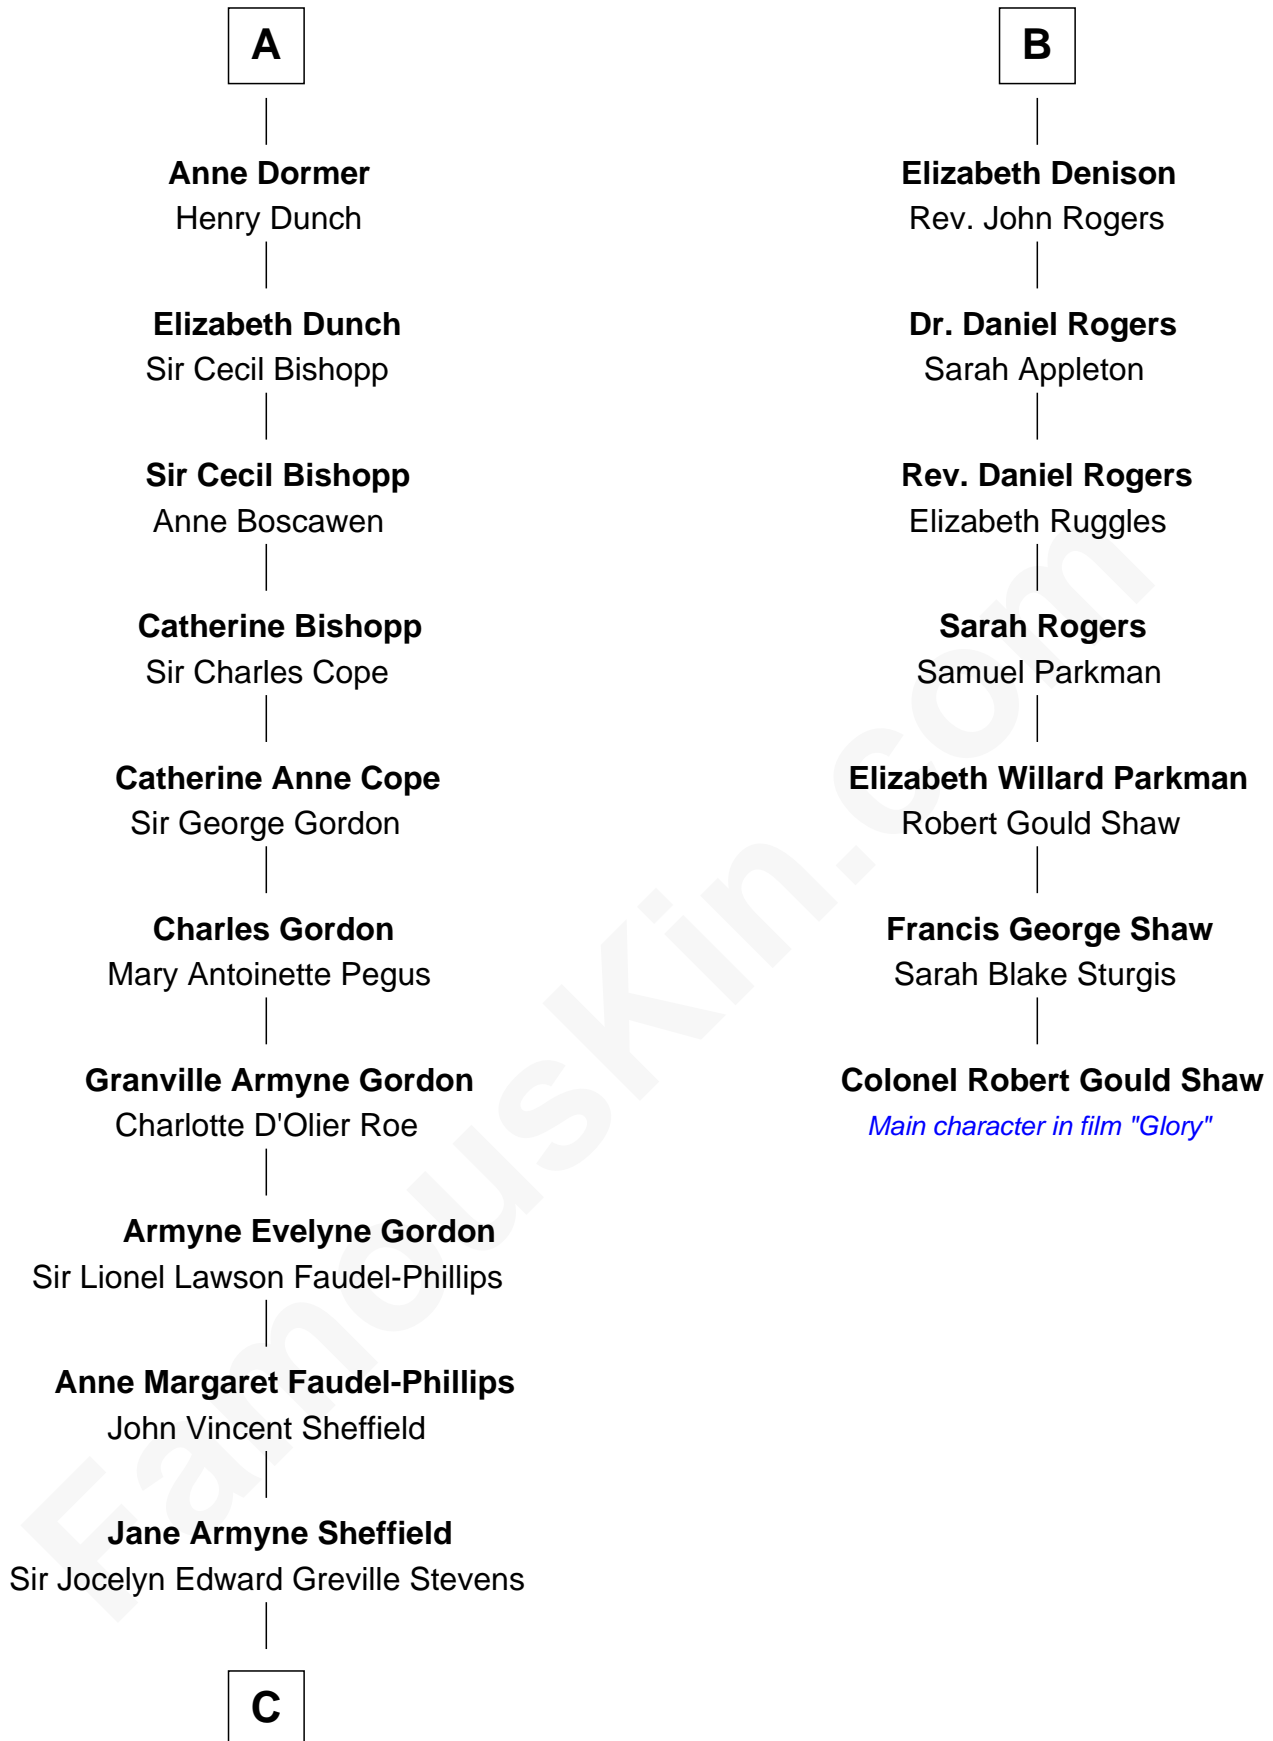 A
Anne Dormer
Henry Dunch
Elizabeth Dunch
Sir Cecil Bishopp
Sir Cecil Bishopp
Anne Boscawen
Catherine Bishopp
Sir Charles Cope
Catherine Anne Cope
Sir George Gordon
Charles Gordon
Mary Antoinette Pegus
Granville Armyne Gordon
Charlotte D'Olier Roe
Armyne Evelyne Gordon
Sir Lionel Lawson Faudel-Phillips
Anne Margaret Faudel-Phillips
John Vincent Sheffield
Jane Armyne Sheffield
Sir Jocelyn Edward Greville Stevens
C
B
Elizabeth Denison
Rev. John Rogers
Dr. Daniel Rogers
Sarah Appleton
Rev. Daniel Rogers
Elizabeth Ruggles
Sarah Rogers
Samuel Parkman
Elizabeth Willard Parkman
Robert Gould Shaw
Francis George Shaw
Sarah Blake Sturgis
Colonel Robert Gould Shaw
Main character in film "Glory"
FamousKin.com